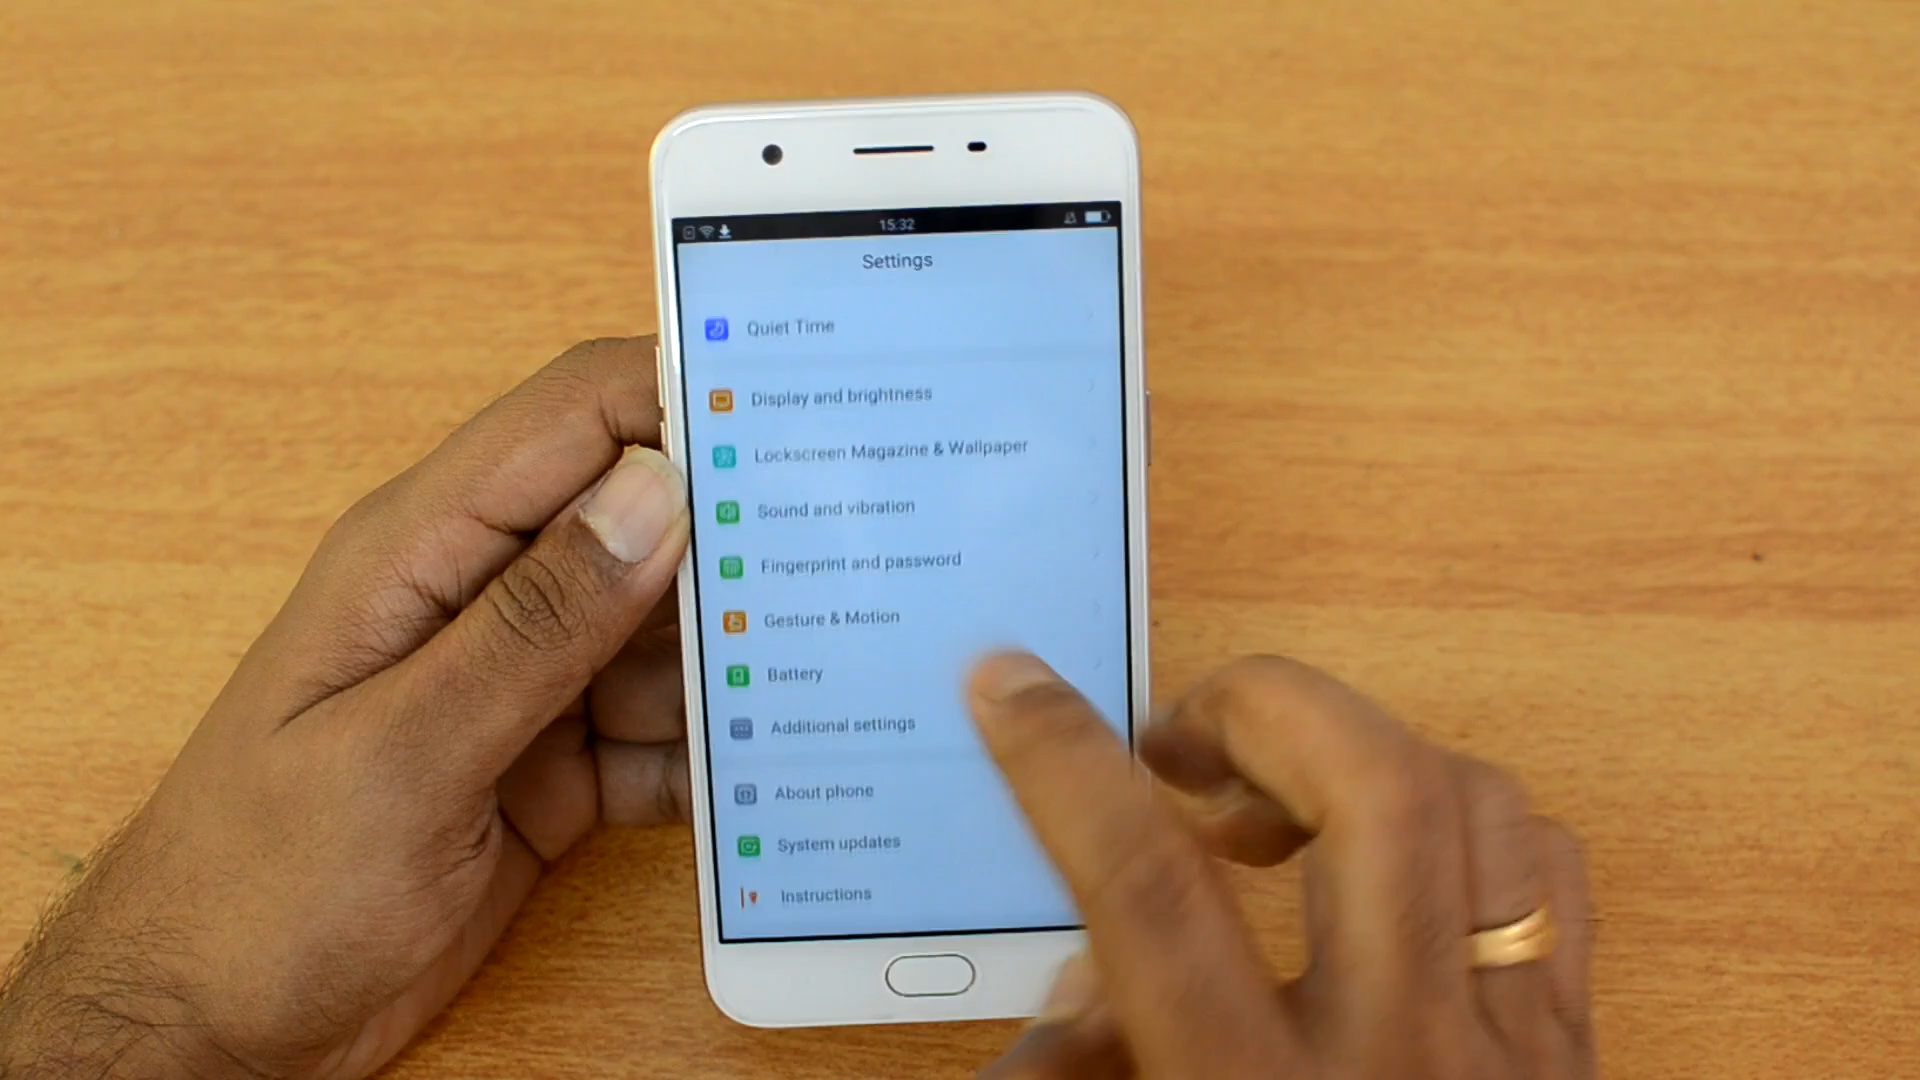 15:32
Settings
Quiet Time
Display and brightness
Lockscreen Magazine & Wallpaper
Sound and vibration
Fingerprint and password
Gesture & Motion
Battery
Additional settings
About phone
System updates
Instructions